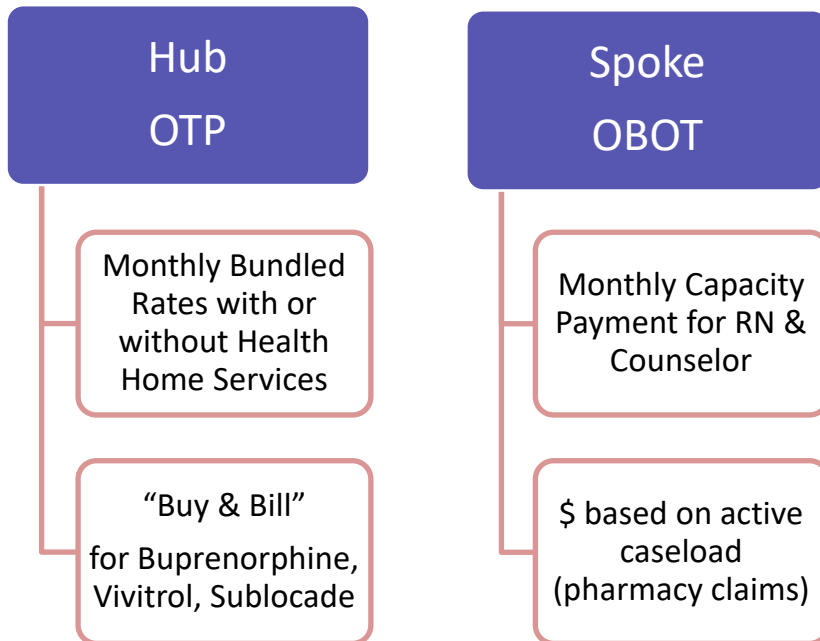 Hub
OTP
Monthly Bundled
Rates with or
without Health
Home Services
“Buy & Bill”
for Buprenorphine,
Vivitrol, Sublocade
Spoke
OBOT
Monthly Capacity
Payment for RN &
Counselor
$ based on active
caseload
(pharmacy claims)